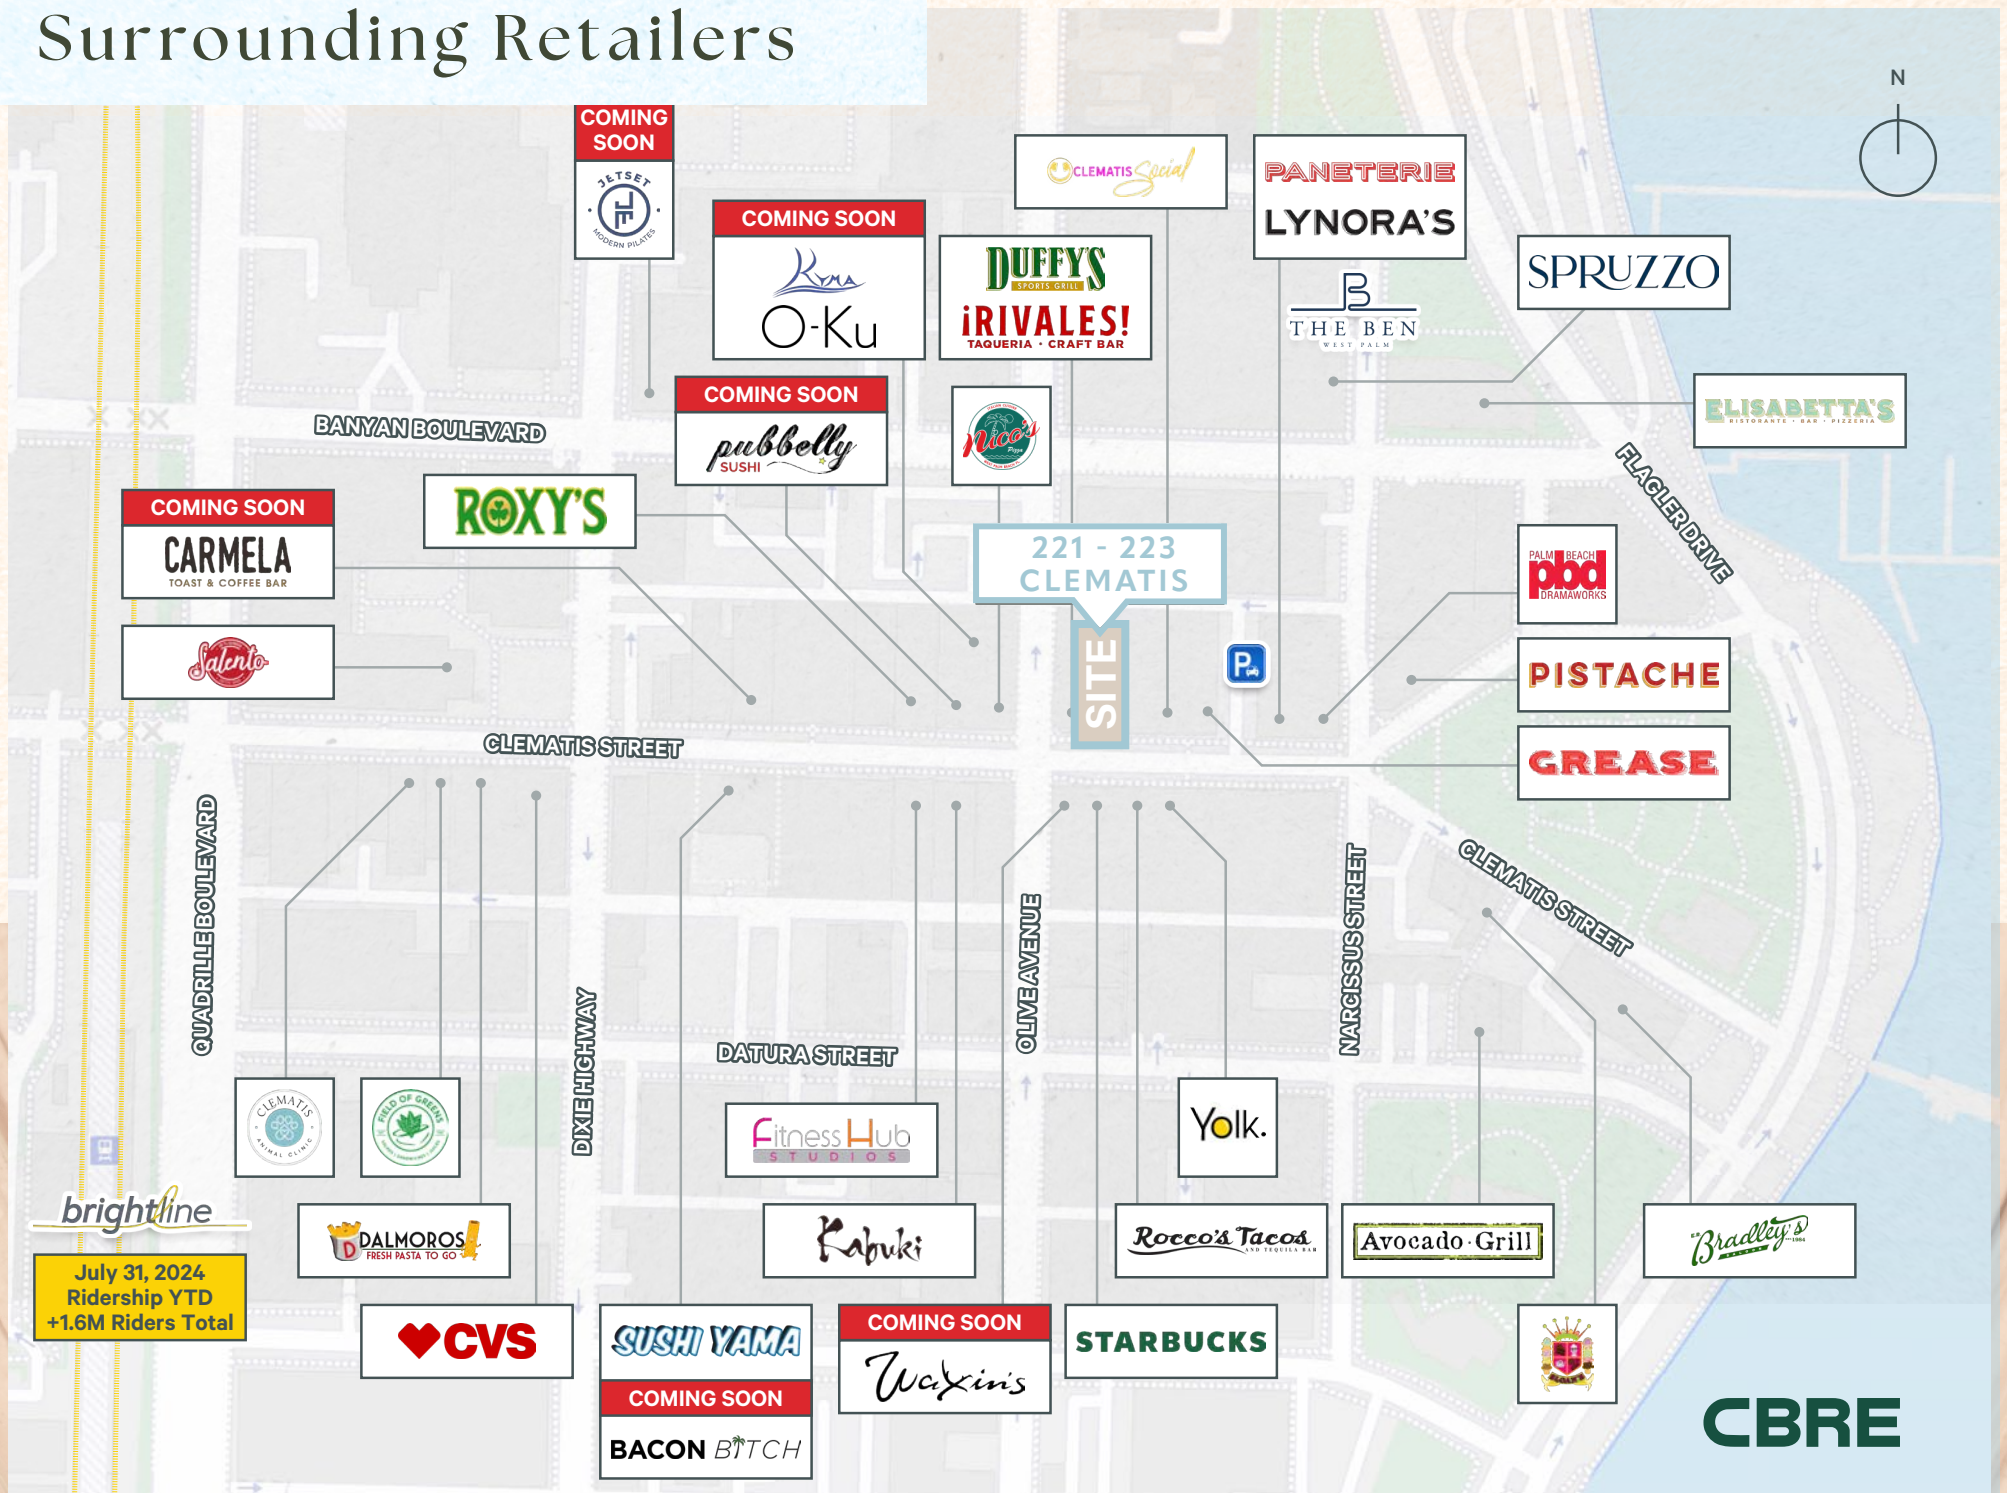 Surrounding Retailers
N
COMING
SOON
JETSET
MODERN PILATES
CLEMATIS Social
PANETERIE
LYNORA'S
COMING SOON
KYMA
O-Ku
DUFFY'S
SPORTS GRILL
¡RIVALES!
TAQUERIA • CRAFT BAR
SPRUZZO
THE BEN
WEST PALM
COMING SOON
pubbelly
SUSHI
Nico's
Pizza
ELISABETTA'S
RISTORANTE • BAR • PIZZERIA
BANYAN BOULEVARD
FLAGLER DRIVE
COMING SOON
CARMELA
TOAST & COFFEE BAR
ROXY'S
221 - 223
CLEMATIS
SITE
P
PALM BEACH
pbd
DRAMAWORKS
Salento
PISTACHE
GREASE
CLEMATIS STREET
QUADRILLE BOULEVARD
DIXIE HIGHWAY
OLIVE AVENUE
NARCISSUS STREET
CLEMATIS STREET
DATURA STREET
CLEMATIS
ANIMAL CLINIC
FIELD OF GREENS
Fitness Hub
STUDIOS
Yolk.
brightline
July 31, 2024
Ridership YTD
+1.6M Riders Total
DALMOROS
FRESH PASTA TO GO
Kabuki
Rocco's Tacos
AND TEQUILA BAR
Avocado • Grill
E.R. Bradley's
CVS
SUSHI YAMA
COMING SOON
BACON BITCH
COMING SOON
Waxin's
STARBUCKS
SLOAN'S
CBRE